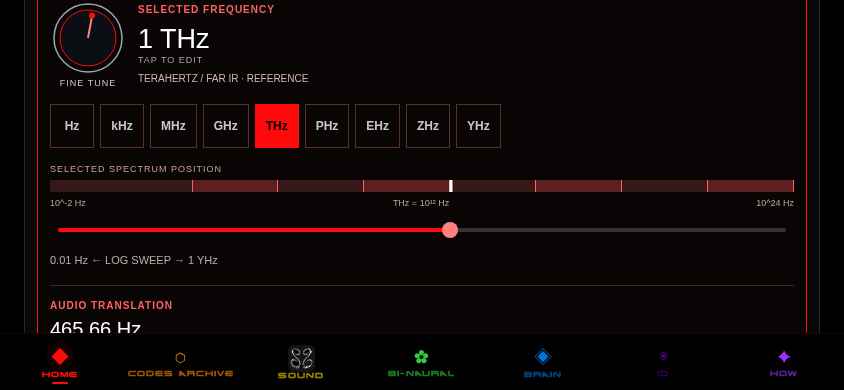 SELECTED FREQUENCY
1 THz
TAP TO EDIT
TERAHERTZ / FAR IR · REFERENCE
FINE TUNE
Hz kHz MHz GHz THz PHz EHz ZHz YHz
SELECTED SPECTRUM POSITION
10^-2 Hz THz = 10¹² Hz 10^24 Hz
0.01 Hz ← LOG SWEEP → 1 YHz
AUDIO TRANSLATION
465.66 Hz
HOME CODES ARCHIVE SOUND BI-NAURAL BRAIN ID HOW